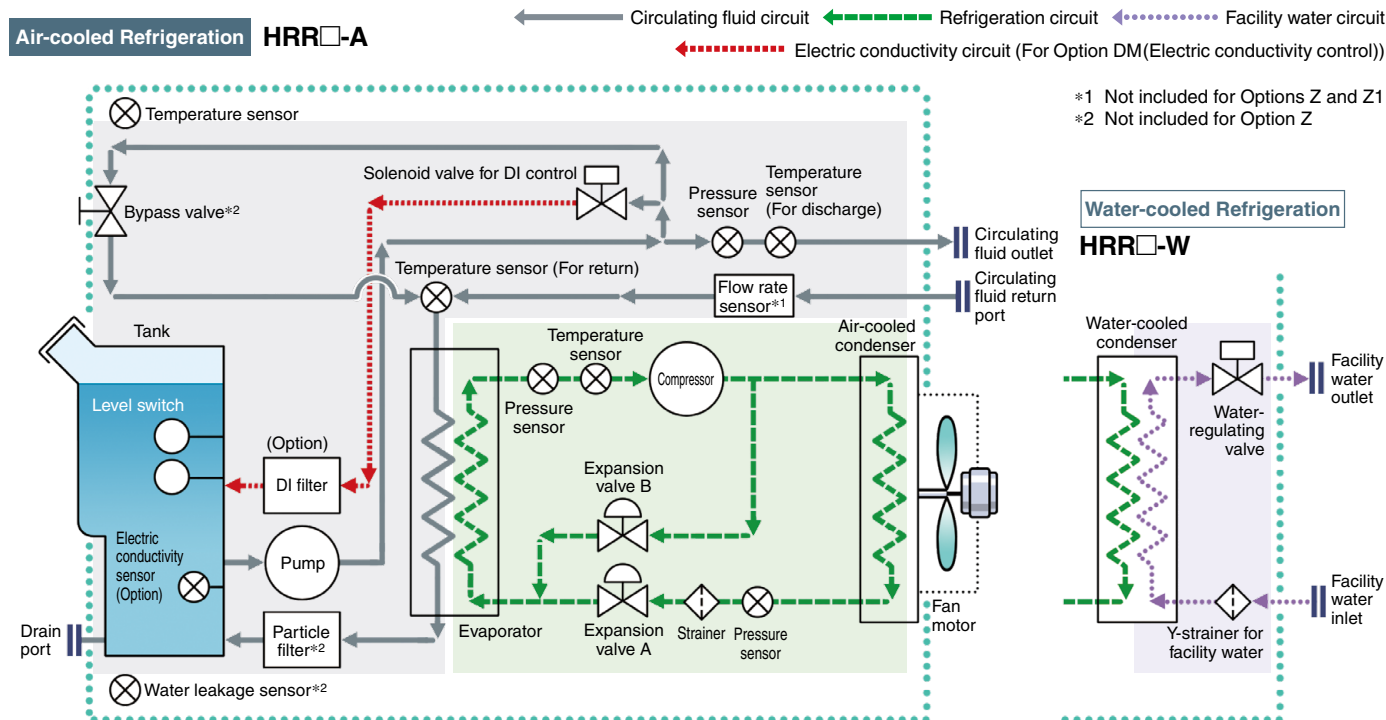 Air-cooled Refrigeration HRR□-A
Circulating fluid circuit
Refrigeration circuit
Facility water circuit
Electric conductivity circuit (For Option DM(Electric conductivity control))
*1 Not included for Options Z and Z1
*2 Not included for Option Z
Temperature sensor
Bypass valve*2
Solenoid valve for DI control
Pressure
sensor
Temperature
sensor
(For discharge)
Circulating
fluid outlet
Temperature sensor (For return)
Flow rate
sensor*1
Circulating
fluid return
port
Tank
Level switch
(Option)
DI filter
Electric
conductivity
sensor
(Option)
Pump
Drain
port
Particle
filter*2
Water leakage sensor*2
Evaporator
Pressure
sensor
Temperature
sensor
Compressor
Air-cooled
condenser
Expansion
valve B
Expansion
valve A
Strainer
Pressure
sensor
Fan
motor
Water-cooled Refrigeration
HRR□-W
Water-cooled
condenser
Facility
water
outlet
Water-
regulating
valve
Facility
water
inlet
Y-strainer for
facility water